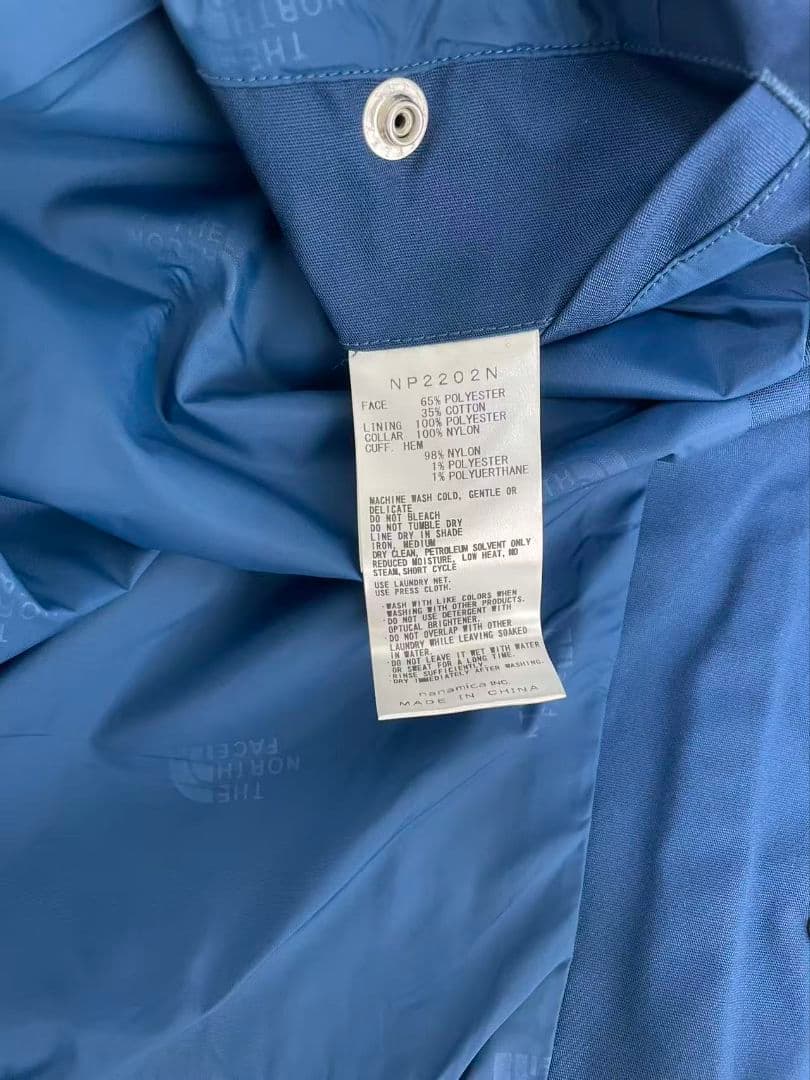 THE
NORTH
THE
NORTH
NP2202N
FACE 65% POLYESTER
35% COTTON
LINING 100% POLYESTER
COLLAR 100% NYLON
CUFF. HEM
98% NYLON
1% POLYESTER
1% POLYURETHANE
MACHINE WASH COLD, GENTLE OR
DELICATE
DO NOT BLEACH
DO NOT TUMBLE DRY
LINE DRY IN SHADE
IRON, MEDIUM
DRY CLEAN, PETROLEUM SOLVENT ONLY
REDUCED MOISTURE, LOW HEAT, NO
STEAM, SHORT CYCLE
USE LAUNDRY NET.
USE PRESS CLOTH.
・WASH WITH LIKE COLORS WHEN
WASHING WITH OTHER PRODUCTS.
・DO NOT USE DETERGENT WITH
OPTICAL BRIGHTENER.
・DO NOT OVERLAP WITH OTHER
LAUNDRY WHILE LEAVING SOAKED
IN WATER.
・DO NOT LEAVE IT WET WITH WATER
OR SWEAT FOR A LONG TIME.
RINSE SUFFICIENTLY.
DRY IMMEDIATELY AFTER WASHING.
nanamica INC.
MADE IN CHINA
THE
NORTH
FACE